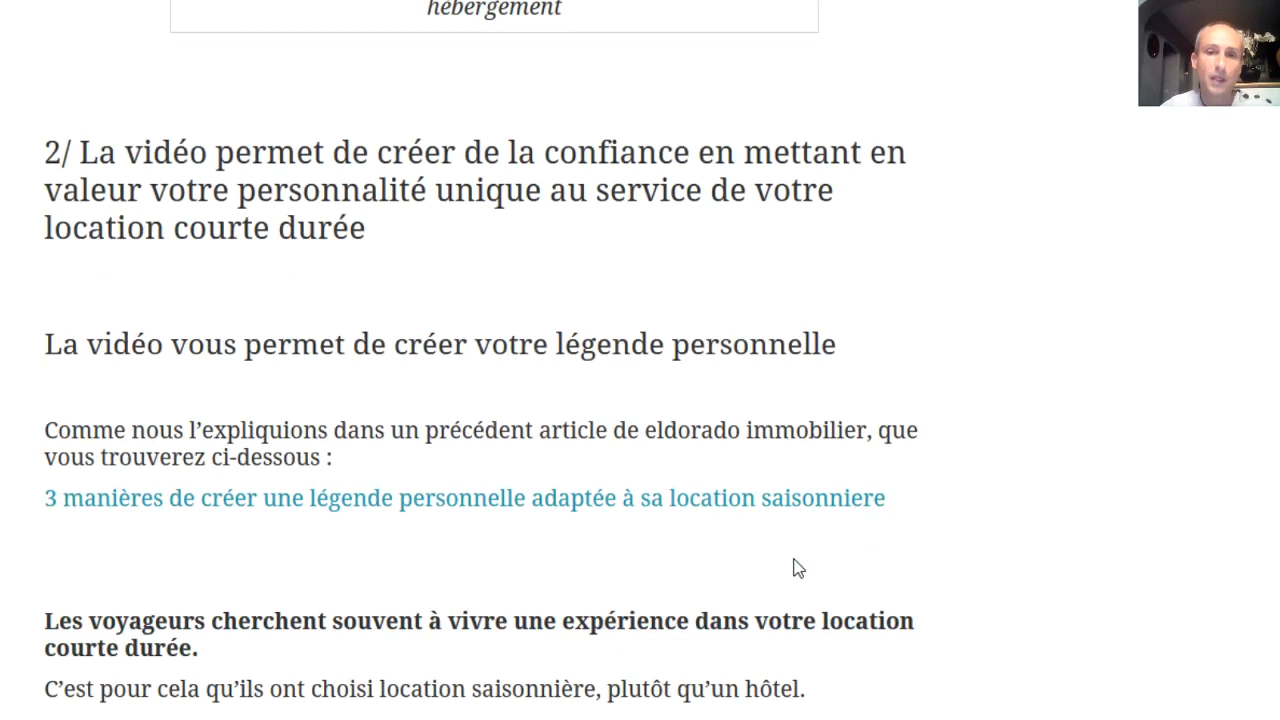 hébergement
2/ La vidéo permet de créer de la confiance en mettant en
valeur votre personnalité unique au service de votre
location courte durée
La vidéo vous permet de créer votre légende personnelle
Comme nous l’expliquions dans un précédent article de eldorado immobilier, que
vous trouverez ci-dessous :
3 manières de créer une légende personnelle adaptée à sa location saisonniere
Les voyageurs cherchent souvent à vivre une expérience dans votre location
courte durée.
C’est pour cela qu’ils ont choisi location saisonnière, plutôt qu’un hôtel.